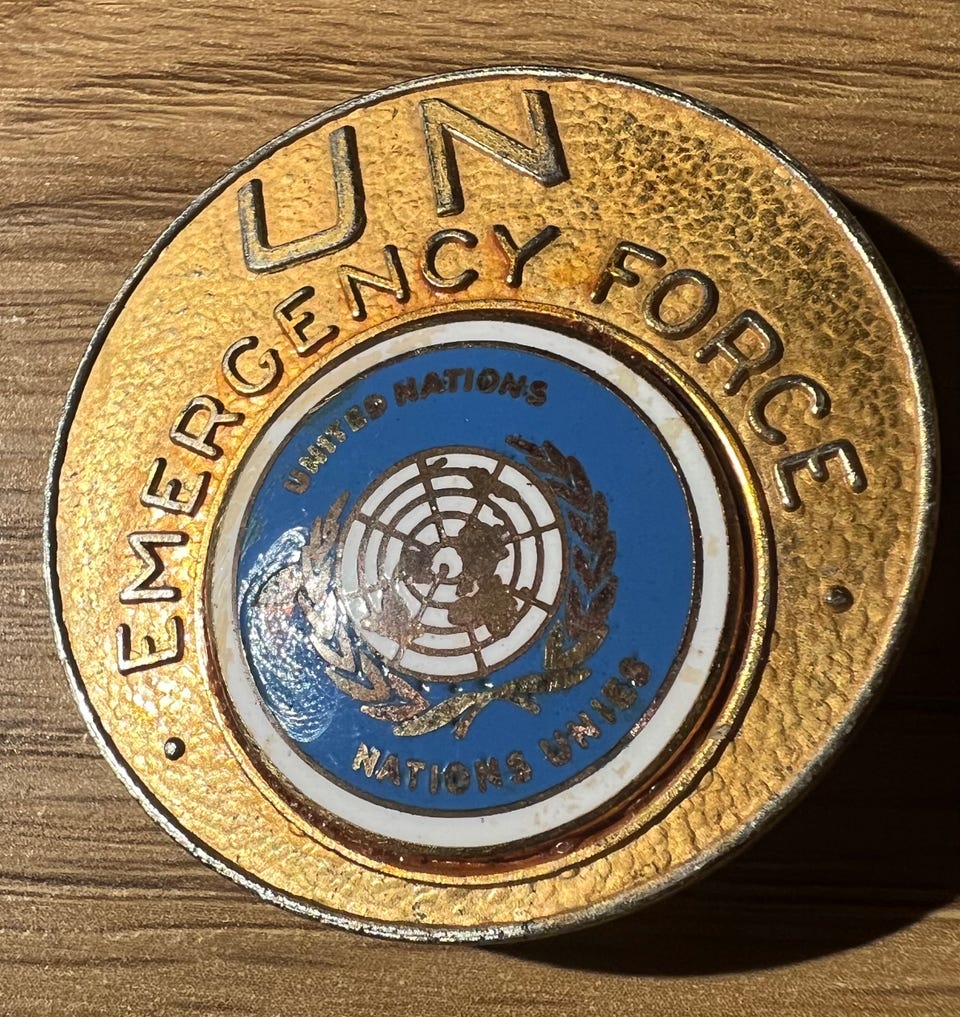 UN
• EMERGENCY FORCE •
UNITED NATIONS
NATIONS UNIES